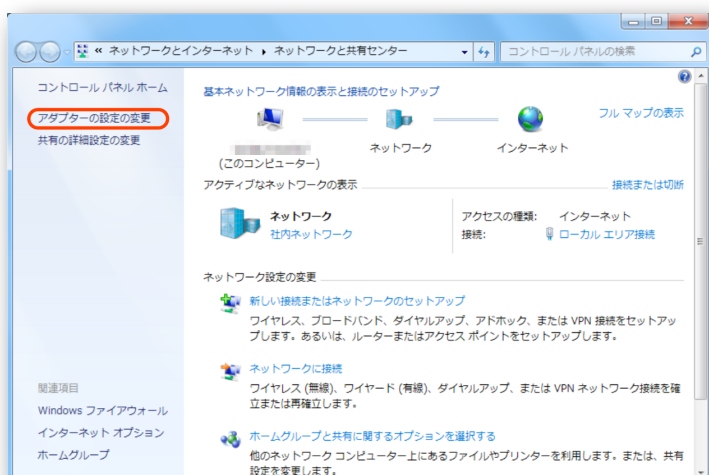 « ネットワークとインターネット ▸ ネットワークと共有センター
コントロール パネルの検索
コントロール パネル ホーム
アダプターの設定の変更
共有の詳細設定の変更
基本ネットワーク情報の表示と接続のセットアップ
フル マップの表示
ネットワーク
インターネット
(このコンピューター)
アクティブなネットワークの表示
接続または切断
ネットワーク
社内ネットワーク
アクセスの種類: インターネット
接続: ローカル エリア接続
ネットワーク設定の変更
新しい接続またはネットワークのセットアップ
ワイヤレス、ブロードバンド、ダイヤルアップ、アドホック、または VPN 接続をセットアッ
プします。あるいは、ルーターまたはアクセス ポイントをセットアップします。
ネットワークに接続
ワイヤレス (無線)、ワイヤード (有線)、ダイヤルアップ、または VPN ネットワーク接続を確
立または再確立します。
ホームグループと共有に関するオプションを選択する
他のネットワーク コンピューター上にあるファイルやプリンターを利用します。または、共有
設定を変更します。
関連項目
Windows ファイアウォール
インターネット オプション
ホームグループ